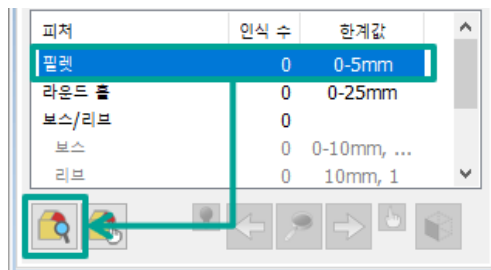 피처 인식 수 한계값
필렛 0 0-5mm
라운드 홀 0 0-25mm
보스/리브 0
보스 0 0-10mm, ...
리브 0 10mm, 1